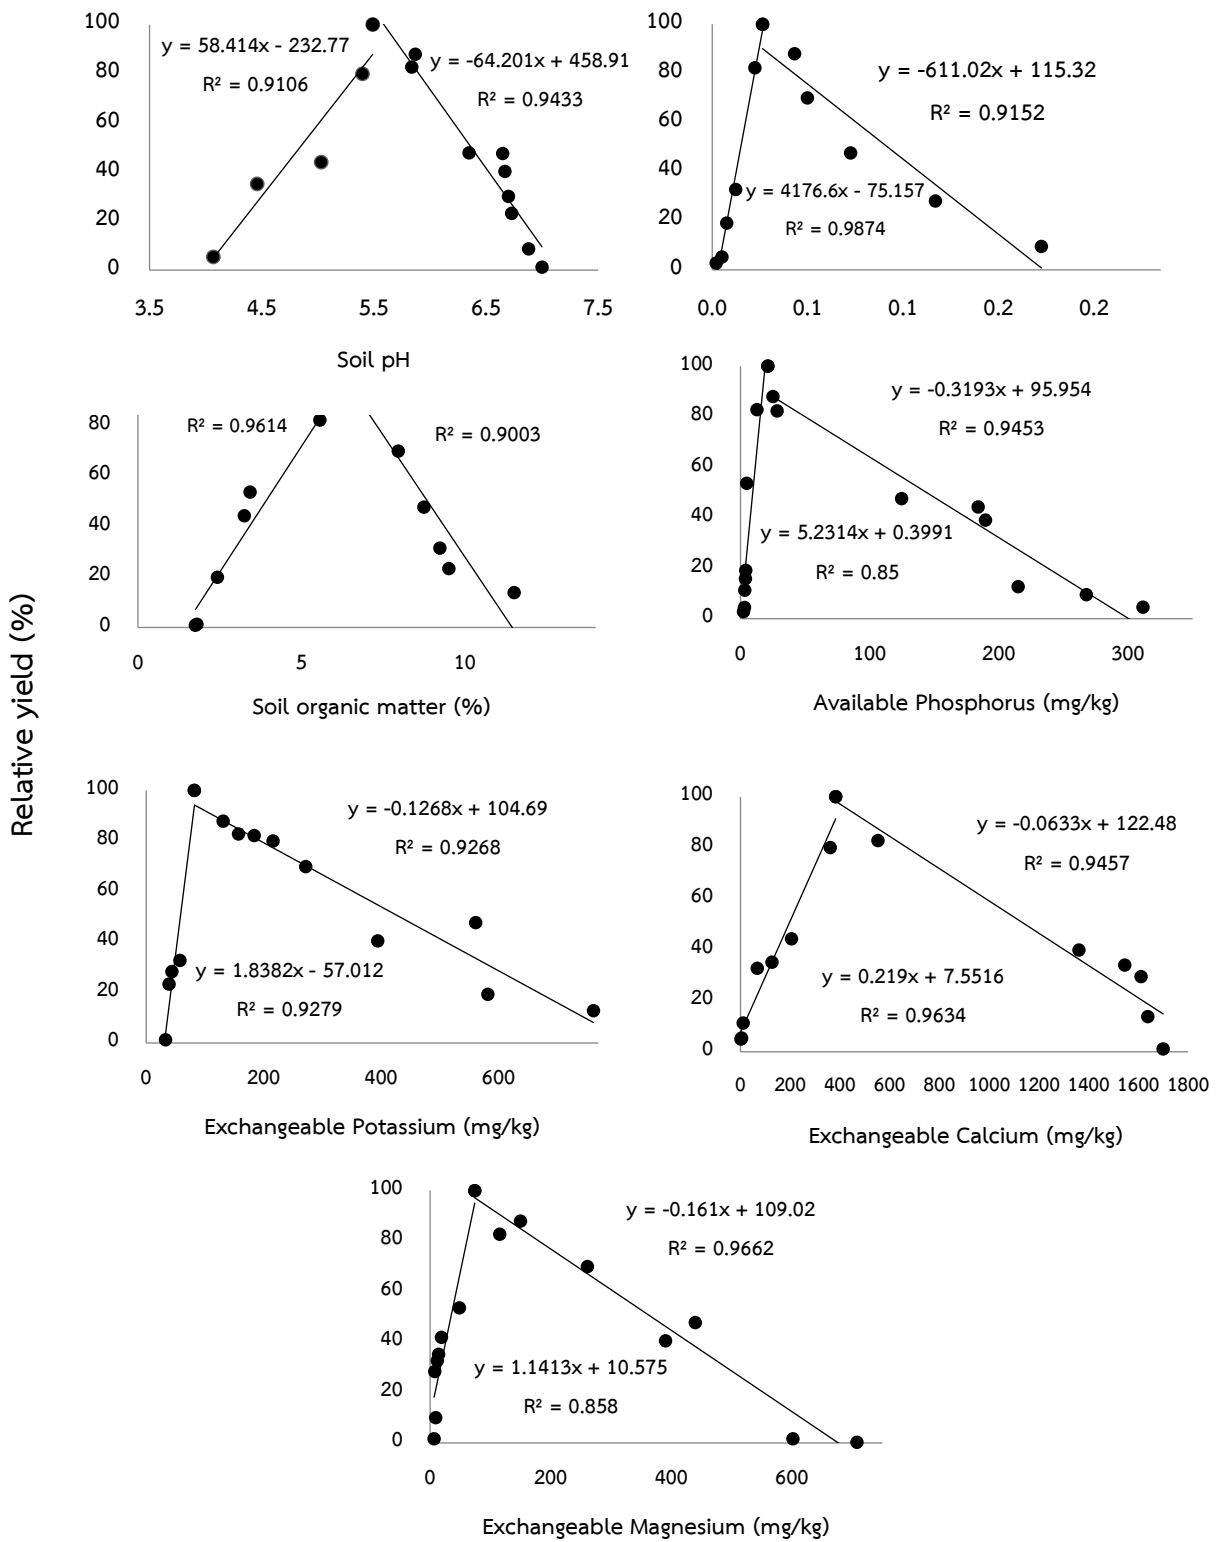 Relative yield (%)
100
80
60
40
20
0
y = 58.414x - 232.77
R² = 0.9106
y = -64.201x + 458.91
R² = 0.9433
3.5 4.5 5.5 6.5 7.5
Soil pH
100
80
60
40
20
0
y = -611.02x + 115.32
R² = 0.9152
y = 4176.6x - 75.157
R² = 0.9874
0.0 0.1 0.1 0.2 0.2
80
60
40
20
0
R² = 0.9614
R² = 0.9003
0 5 10
Soil organic matter (%)
100
80
60
40
20
0
y = -0.3193x + 95.954
R² = 0.9453
y = 5.2314x + 0.3991
R² = 0.85
0 100 200 300
Available Phosphorus (mg/kg)
100
80
60
40
20
0
y = -0.1268x + 104.69
R² = 0.9268
y = 1.8382x - 57.012
R² = 0.9279
0 200 400 600
Exchangeable Potassium (mg/kg)
100
80
60
40
20
0
y = -0.0633x + 122.48
R² = 0.9457
y = 0.219x + 7.5516
R² = 0.9634
0 200 400 600 800 1000 1200 1400 1600 1800
Exchangeable Calcium (mg/kg)
100
80
60
40
20
0
y = -0.161x + 109.02
R² = 0.9662
y = 1.1413x + 10.575
R² = 0.858
0 200 400 600
Exchangeable Magnesium (mg/kg)